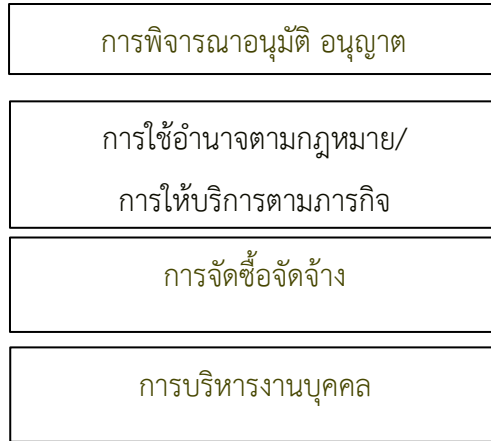 การพิจารณาอนุมัติ อนุญาต
การใช้อำนาจตามกฎหมาย/
การให้บริการตามภารกิจ
การจัดซื้อจัดจ้าง
การบริหารงานบุคคล